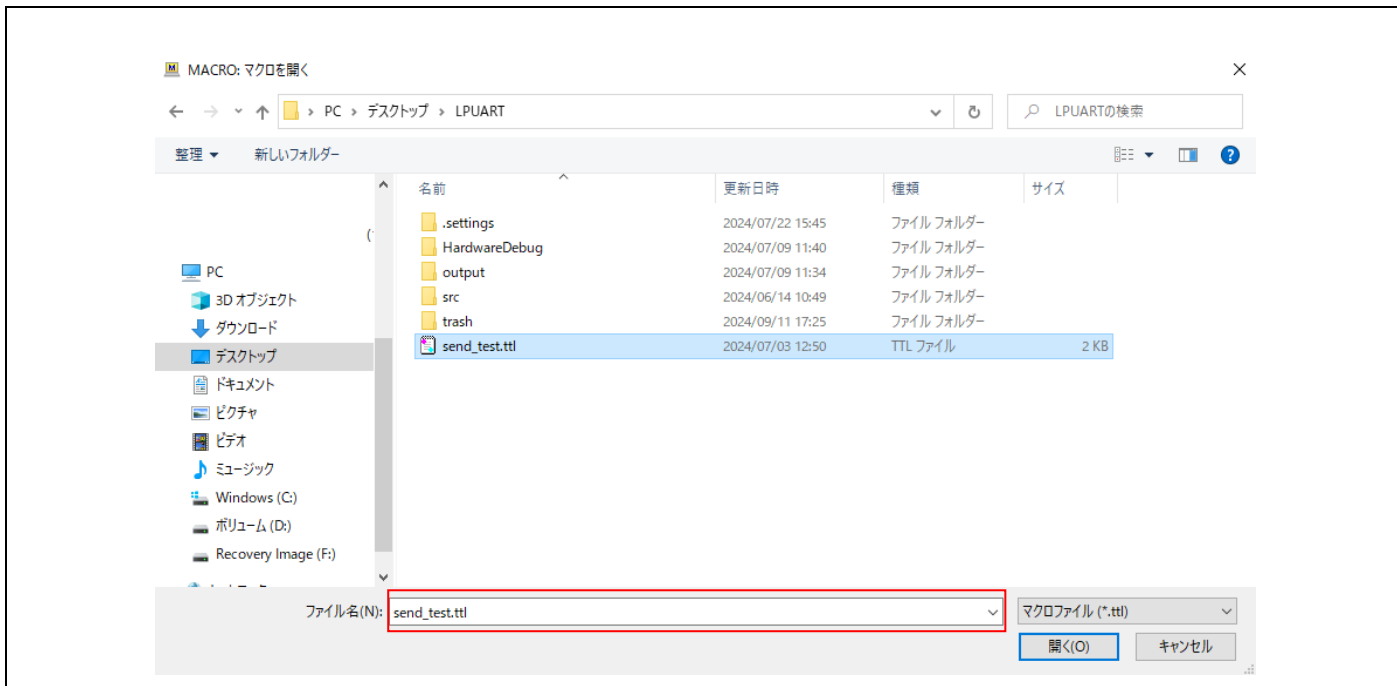 MACRO: マクロを開く
PC > デスクトップ > LPUART
LPUARTの検索
整理
新しいフォルダー
名前 更新日時 種類 サイズ
.settings 2024/07/22 15:45 ファイル フォルダー
HardwareDebug 2024/07/09 11:40 ファイル フォルダー
output 2024/07/09 11:34 ファイル フォルダー
src 2024/06/14 10:49 ファイル フォルダー
trash 2024/09/11 17:25 ファイル フォルダー
send_test.ttl 2024/07/03 12:50 TTL ファイル 2 KB
PC
3D オブジェクト
ダウンロード
デスクトップ
ドキュメント
ピクチャ
ビデオ
ミュージック
Windows (C:)
ボリューム (D:)
Recovery Image (F:)
ファイル名(N): send_test.ttl
マクロファイル (*.ttl)
開く(O)
キャンセル